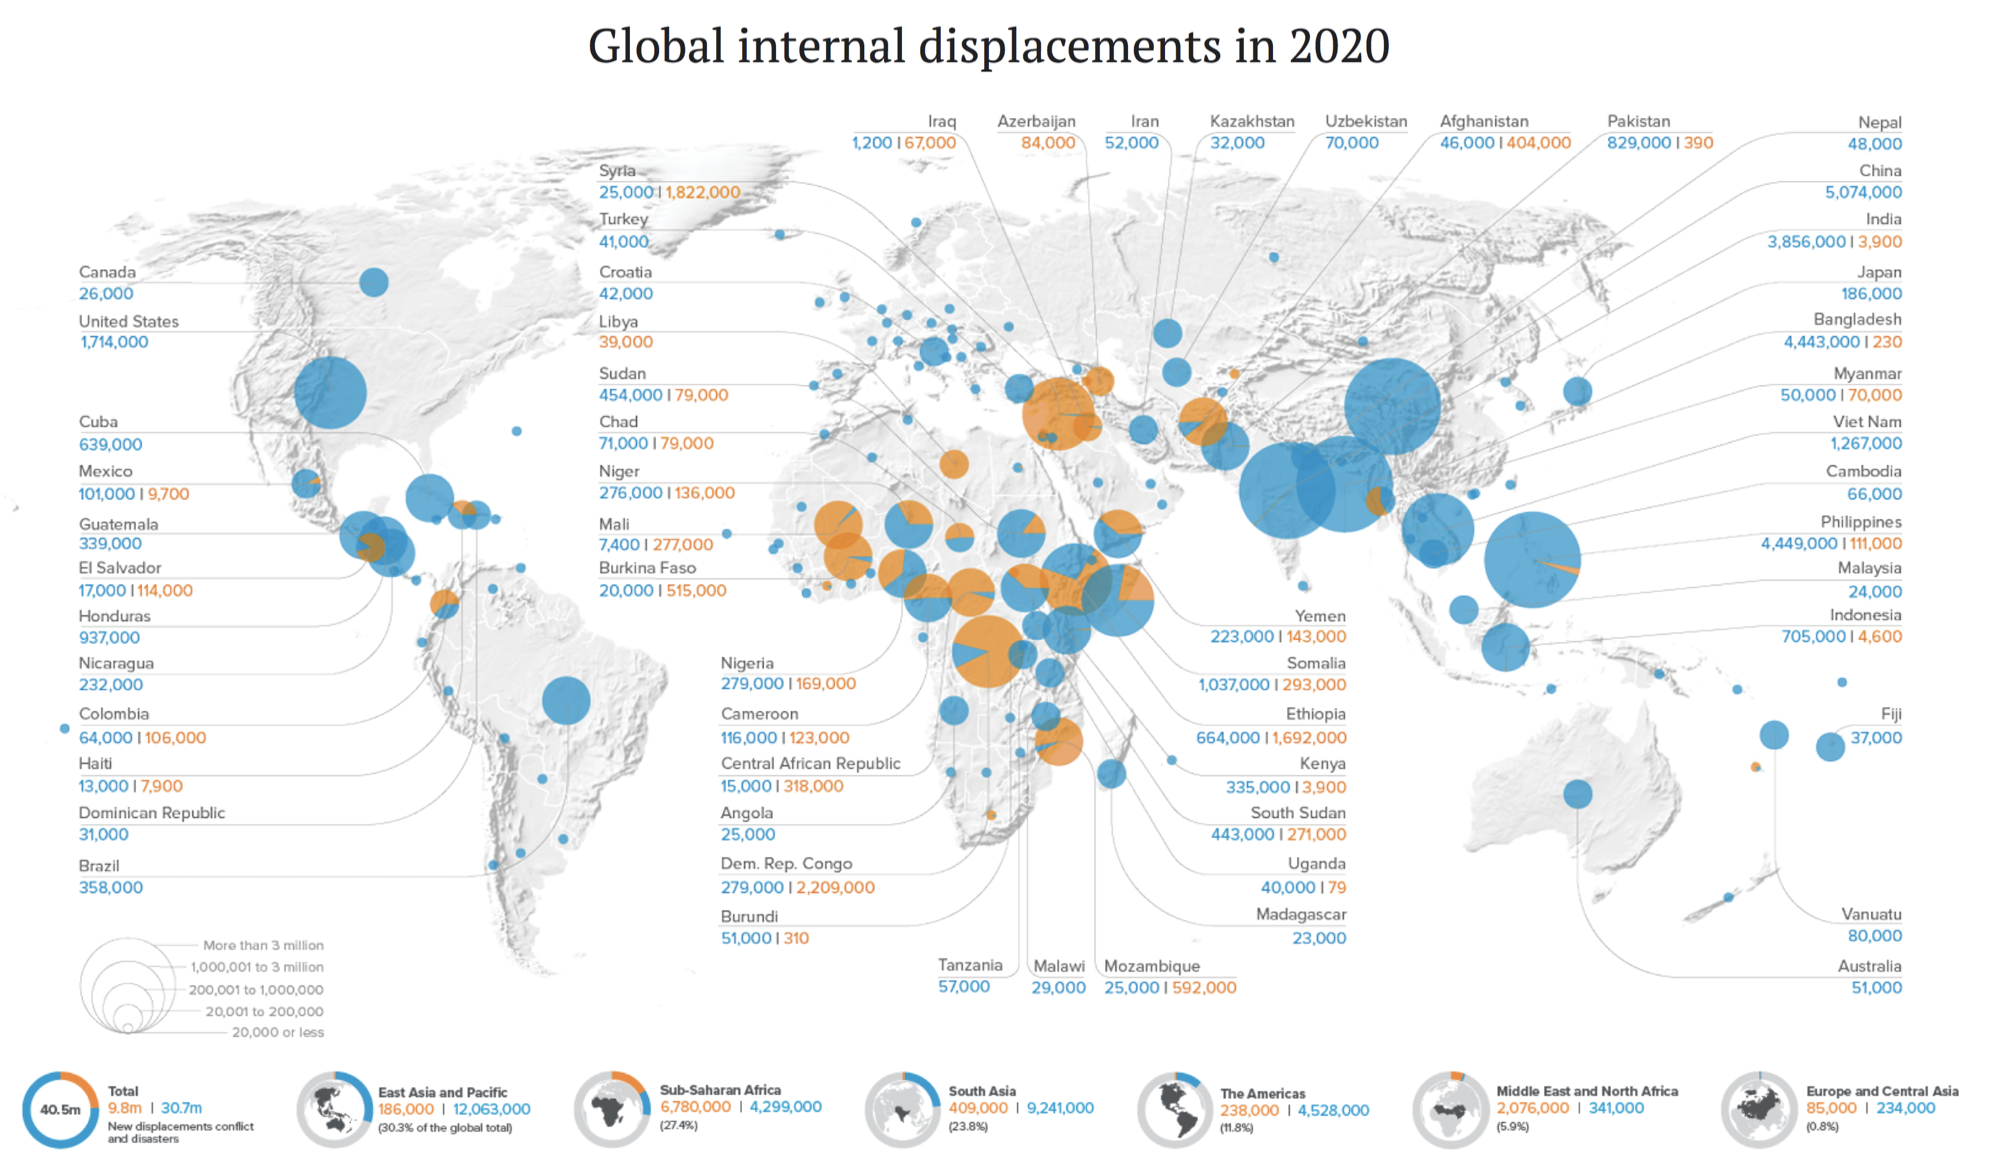 Global internal displacements in 2020
Iraq
1,200 | 67,000
Azerbaijan
84,000
Iran
52,000
Kazakhstan
32,000
Uzbekistan
70,000
Afghanistan
46,000 | 404,000
Pakistan
829,000 | 390
Nepal
48,000
China
5,074,000
India
3,856,000 | 3,900
Japan
186,000
Bangladesh
4,443,000 | 230
Myanmar
50,000 | 70,000
Viet Nam
1,267,000
Cambodia
66,000
Philippines
4,449,000 | 111,000
Malaysia
24,000
Indonesia
705,000 | 4,600
Fiji
37,000
Vanuatu
80,000
Australia
51,000
Syria
25,000 | 1,822,000
Turkey
41,000
Croatia
42,000
Libya
39,000
Sudan
454,000 | 79,000
Chad
71,000 | 79,000
Niger
276,000 | 136,000
Mali
7,400 | 277,000
Burkina Faso
20,000 | 515,000
Nigeria
279,000 | 169,000
Cameroon
116,000 | 123,000
Central African Republic
15,000 | 318,000
Angola
25,000
Dem. Rep. Congo
279,000 | 2,209,000
Burundi
51,000 | 310
Tanzania
57,000
Malawi
29,000
Mozambique
25,000 | 592,000
Yemen
223,000 | 143,000
Somalia
1,037,000 | 293,000
Ethiopia
664,000 | 1,692,000
Kenya
335,000 | 3,900
South Sudan
443,000 | 271,000
Uganda
40,000 | 79
Madagascar
23,000
Canada
26,000
United States
1,714,000
Cuba
639,000
Mexico
101,000 | 9,700
Guatemala
339,000
El Salvador
17,000 | 114,000
Honduras
937,000
Nicaragua
232,000
Colombia
64,000 | 106,000
Haiti
13,000 | 7,900
Dominican Republic
31,000
Brazil
358,000
More than 3 million
1,000,001 to 3 million
200,001 to 1,000,000
20,001 to 200,000
20,000 or less
40.5m
Total
9.8m | 30.7m
New displacements conflict
and disasters
East Asia and Pacific
186,000 | 12,063,000
(30.3% of the global total)
Sub-Saharan Africa
6,780,000 | 4,299,000
(27.4%)
South Asia
409,000 | 9,241,000
(23.8%)
The Americas
238,000 | 4,528,000
(11.8%)
Middle East and North Africa
2,076,000 | 341,000
(5.9%)
Europe and Central Asia
85,000 | 234,000
(0.8%)